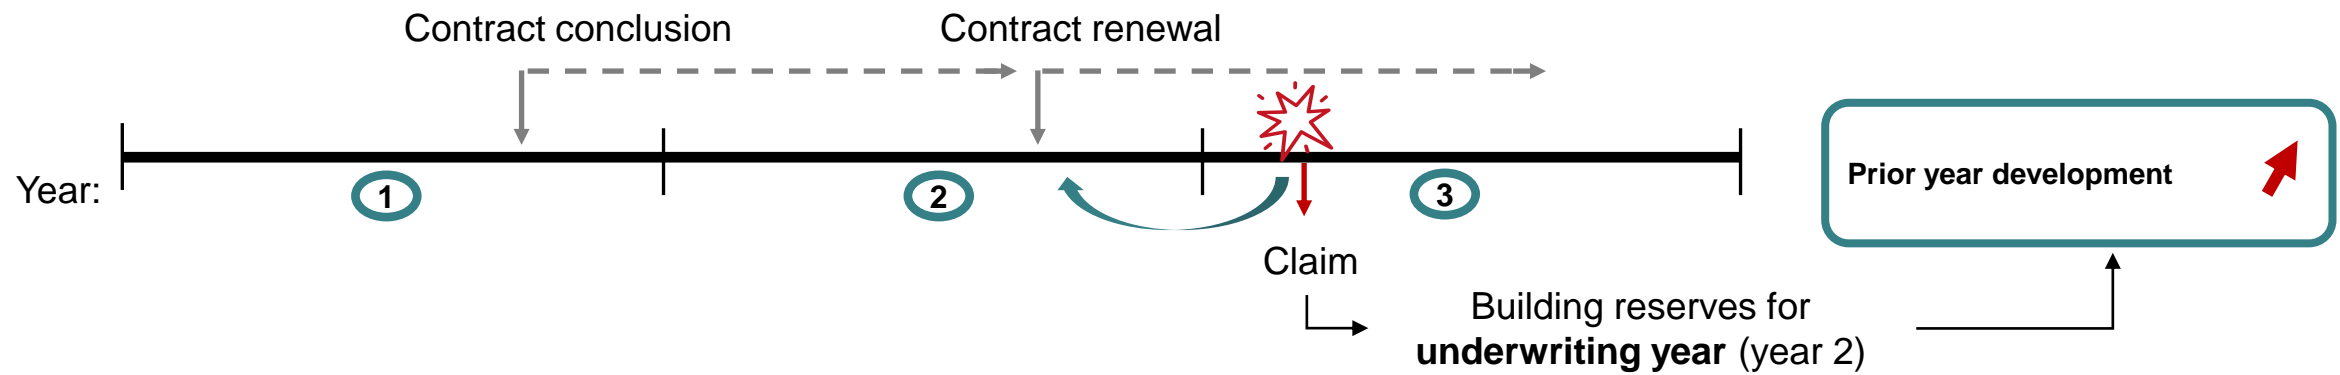 Contract conclusion
Contract renewal
Year:
1
2
3
Prior year development
Claim
Building reserves for
underwriting year (year 2)